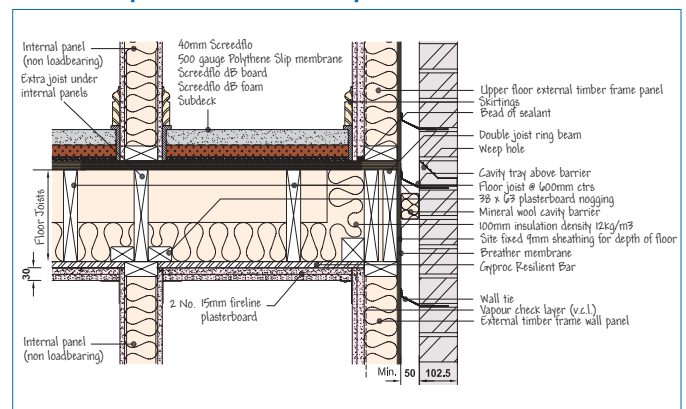 Internal panel
(non loadbearing)
Extra joist under
internal panels
40mm Screedflo
500 gauge Polythene Slip membrane
Screedflo dB board
Screedflo dB foam
Subdeck
Upper floor external timber frame panel
Skirtings
Bead of sealant
Double joist ring beam
Weep hole
Cavity tray above barrier
Floor joist @ 600mm ctrs
38 x 63 plasterboard nogging
Mineral wool cavity barrier
100mm insulation density 12kg/m3
Site fixed 9mm sheathing for depth of floor
Breather membrane
Gyproc Resilient Bar
Floor Joists
30
2 No. 15mm fireline
plasterboard
Wall tie
Vapour check layer (v.c.l.)
External timber frame wall panel
Internal panel
(non loadbearing)
Min. 50 102.5